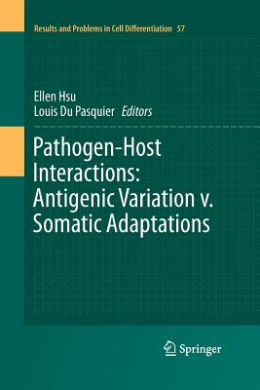 Results and Problems in Cell Differentiation 57
Ellen Hsu
Louis Du Pasquier Editors
Pathogen-Host
Interactions:
Antigenic Variation v.
Somatic Adaptations
Springer